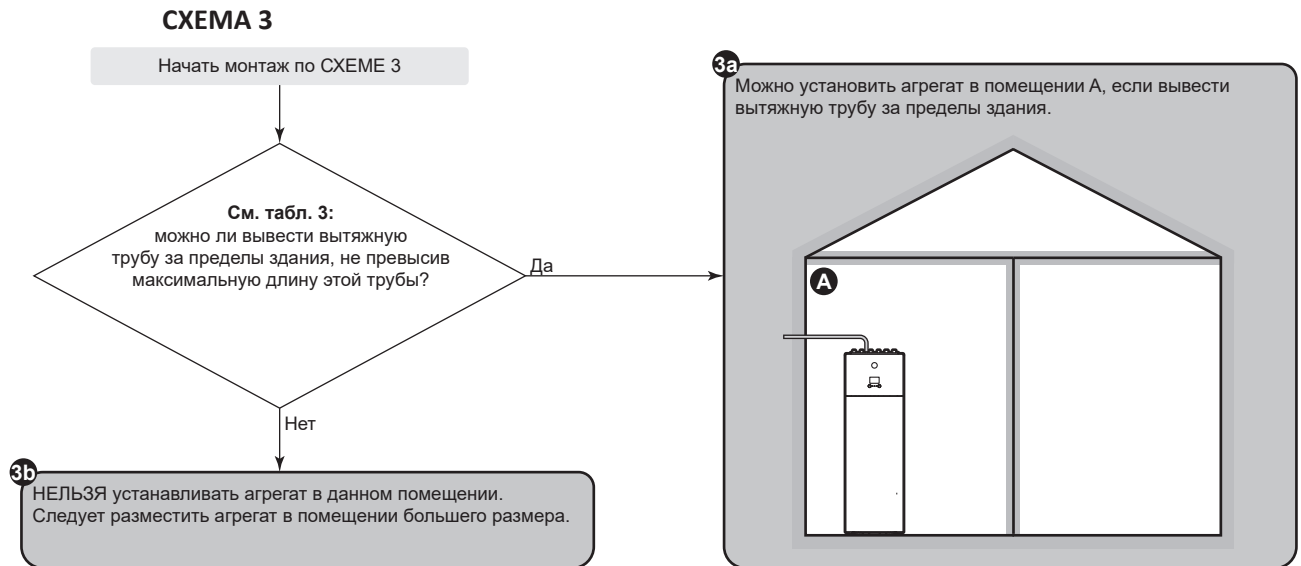 СХЕМА 3
Начать монтаж по СХЕМЕ 3
См. табл. 3:
можно ли вывести вытяжную
трубу за пределы здания, не превысив
максимальную длину этой трубы?
Да
Нет
3a
Можно установить агрегат в помещении A, если вывести
вытяжную трубу за пределы здания.
A
3b
НЕЛЬЗЯ устанавливать агрегат в данном помещении.
Следует разместить агрегат в помещении большего размера.